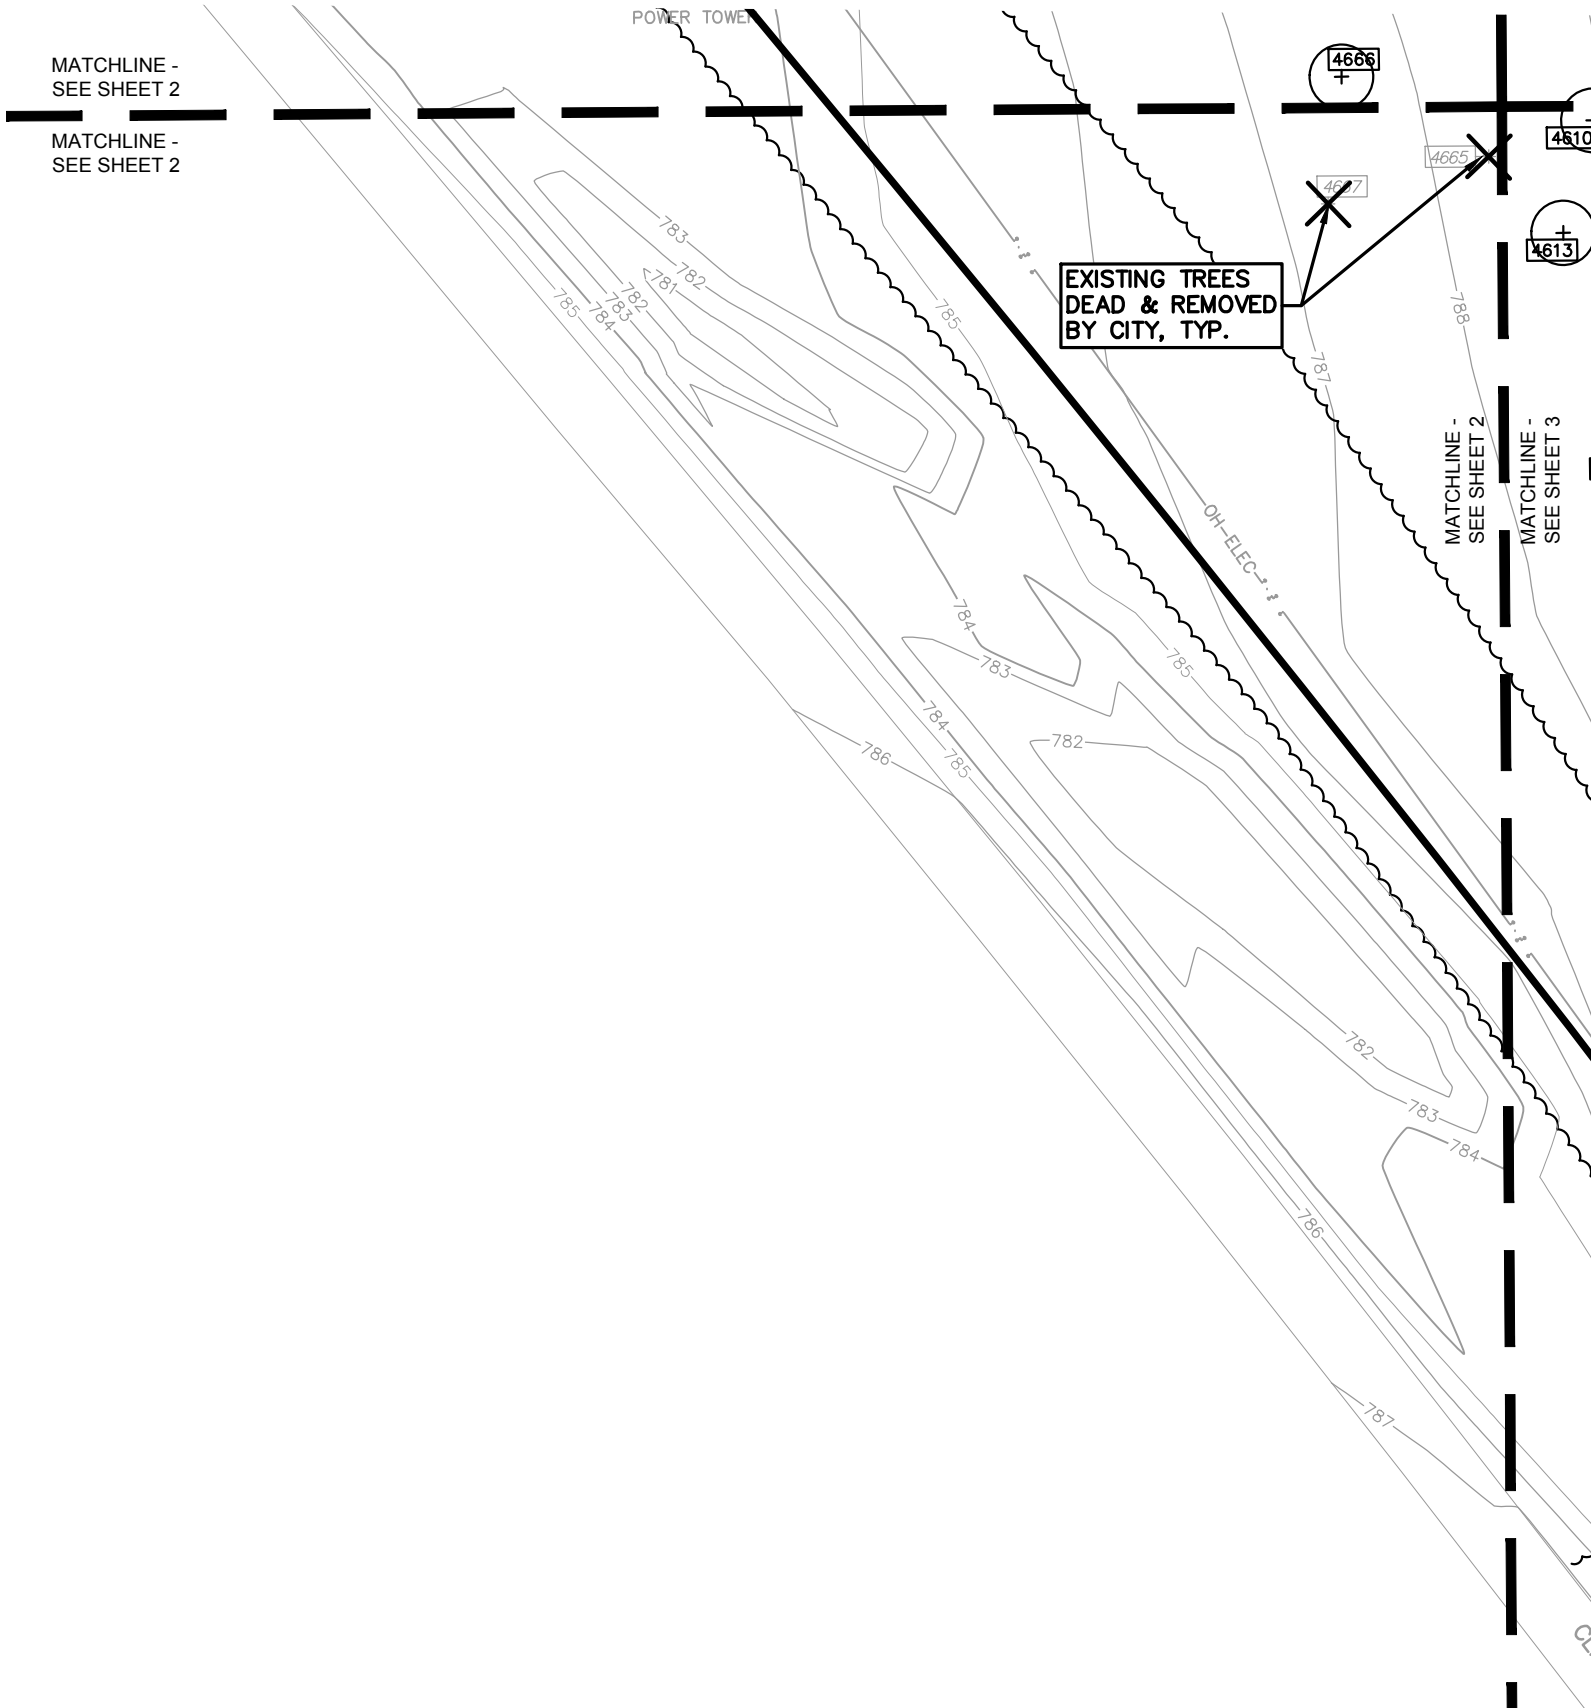 POWER TOWER
MATCHLINE -
SEE SHEET 2
MATCHLINE -
SEE SHEET 2
4666
4610
4665
4667
4613
EXISTING TREES
DEAD & REMOVED
BY CITY, TYP.
783
782
781
782
783
784
785
785
788
787
MATCHLINE -
SEE SHEET 2
MATCHLINE -
SEE SHEET 3
OH-ELEC
784
783
785
784
785
786
782
782
783
784
786
787